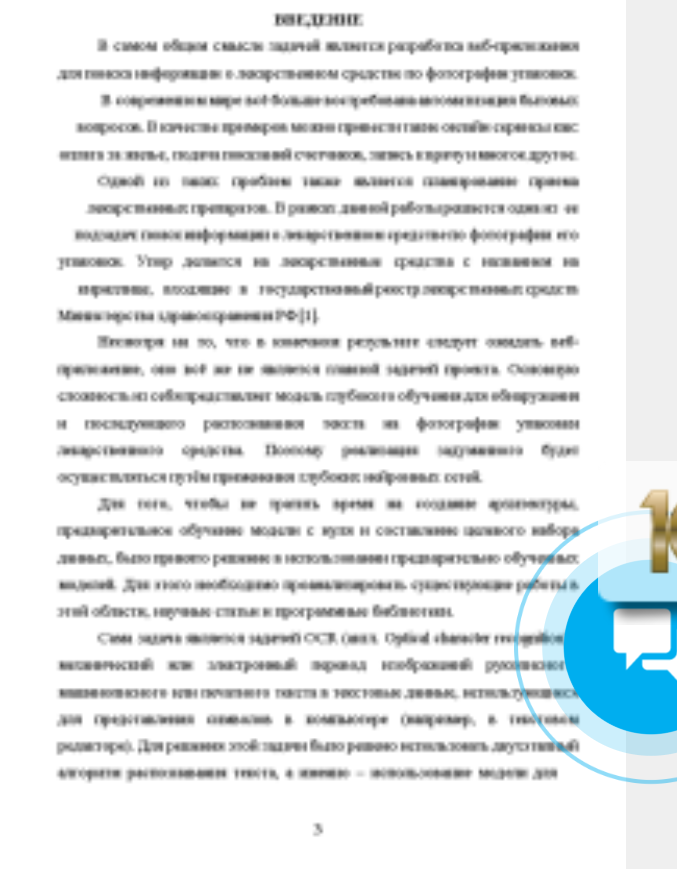 ВВЕДЕНИЕ
В самом общем смысле задачей является разработка веб-приложения
для поиска информации о лекарственном средстве по фотографии упаковки.
В современном мире всё больше востребована автоматизация бытовых
вопросов. В качестве примеров можно привести такие онлайн сервисы как:
оплата за жилье, подача показаний счетчиков, запись к врачу и многое другое.
Одной из таких проблем также является планирование приема
лекарственных препаратов. В рамках данной работы решается одна из ее
подзадач поиск информации о лекарственном средстве по фотографии его
упаковки. Упор делается на лекарственные средства с названием на
кириллице, входящие в государственный реестр лекарственных средств
Министерства здравоохранения РФ [1].
Несмотря на то, что в конечном результате следует ожидать веб-
приложение, оно всё же не является главной задачей проекта. Основную
сложность из себя представляет модель глубокого обучения для обнаружения
и последующего распознавания текста на фотографии упаковки
лекарственного средства. Поэтому реализация задуманного будет
осуществляться путём применения глубоких нейронных сетей.
Для того, чтобы не тратить время на создание архитектуры,
предварительное обучение модели с нуля и составление целевого набора
данных, было принято решение в использовании предварительно обученных
моделей. Для этого необходимо проанализировать существующие работы в
этой области, научные статьи и программные библиотеки.
Сама задача является задачей OCR (англ. Optical character recognition
механический или электронный перевод изображений
машинописного или печатного текста в текстовые данные, использующиеся
для представления символов в компьютере (например, в текстовом
редакторе). Для решения этой задачи было решено использовать двухэтапный
алгоритм распознавания текста, а именно – использование модели для
3